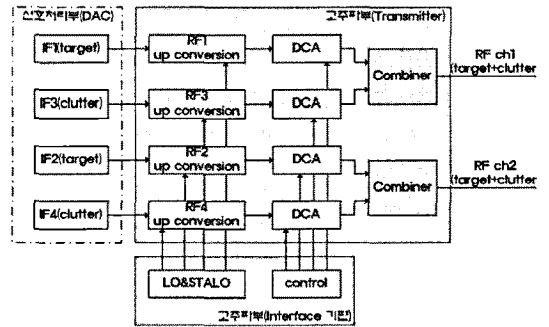 신호처리부(DAC)
고주파부(Transmitter)
IF1(target)
RF1
up conversion
DCA
Combiner
RF ch1
(target+clutter
IF3(clutter)
RF3
up conversion
DCA
IF2(target)
RF2
up conversion
DCA
Combiner
RF ch2
(target+clutter
IF4(clutter)
RF4
up conversion
DCA
LO&STALO
control
고주파부(Interface 기판)